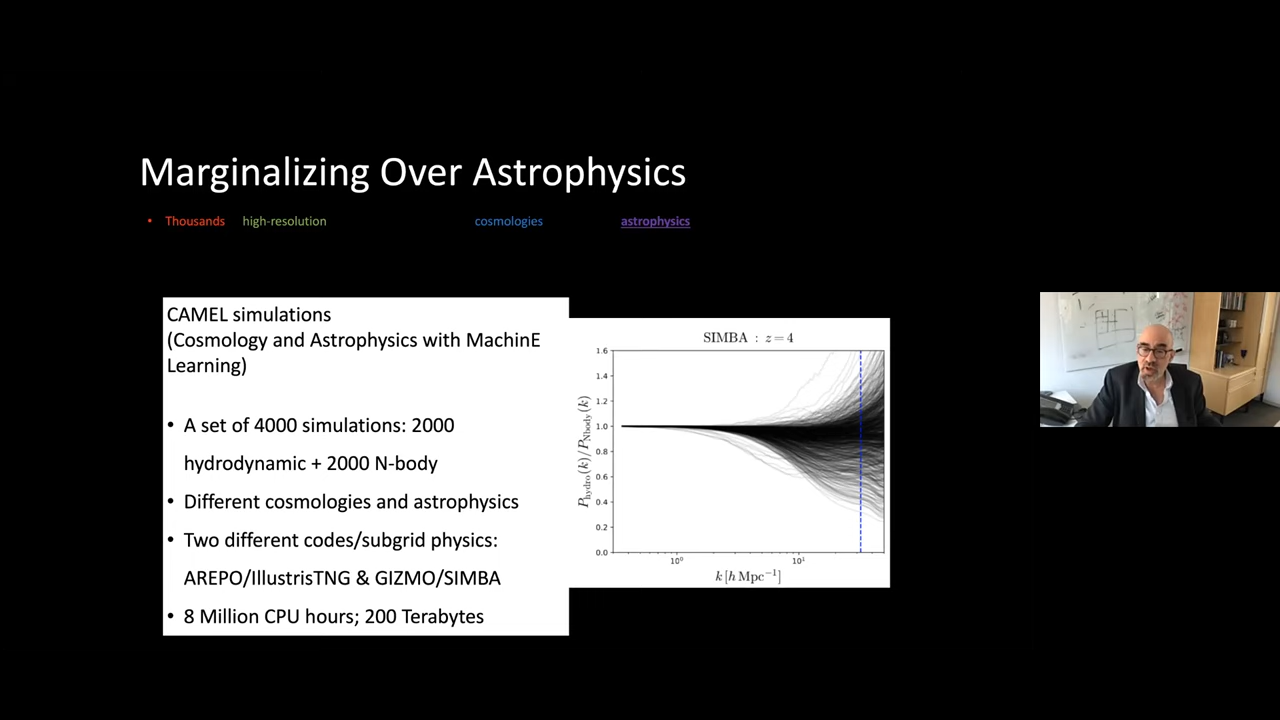 Marginalizing Over Astrophysics
• Thousands high-resolution cosmologies astrophysics
CAMEL simulations
(Cosmology and Astrophysics with MachinE
Learning)
• A set of 4000 simulations: 2000
hydrodynamic + 2000 N-body
• Different cosmologies and astrophysics
• Two different codes/subgrid physics:
AREPO/IllustrisTNG & GIZMO/SIMBA
• 8 Million CPU hours; 200 Terabytes
SIMBA : z = 4
P_hydro(k)/P_Nbody(k)
1.6
1.4
1.2
1.0
0.8
0.6
0.4
0.2
0.0
10⁰ 10¹
k [h Mpc⁻¹]